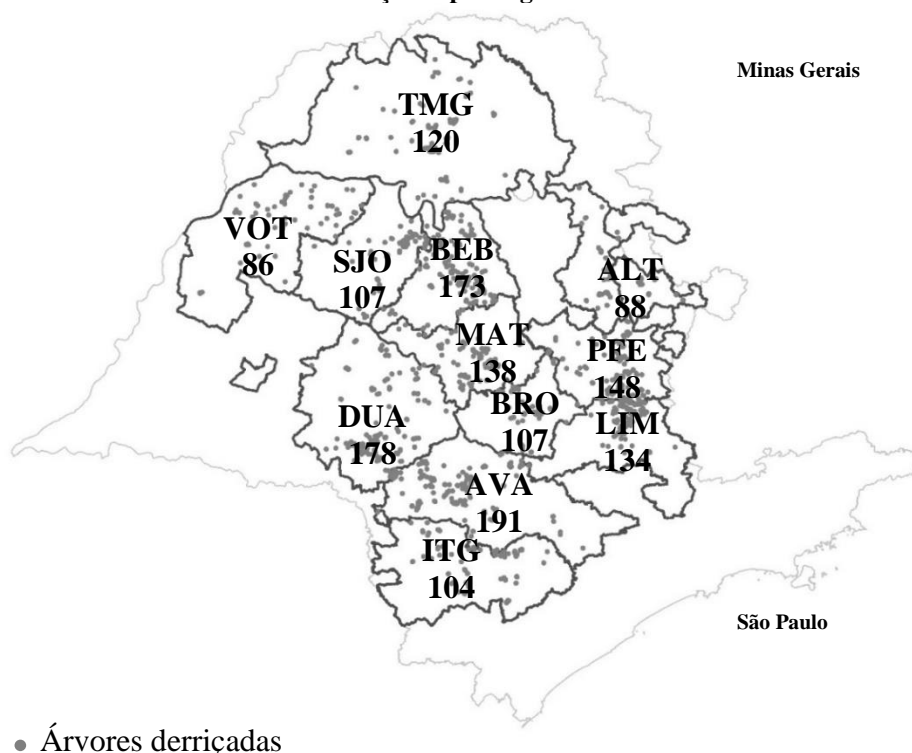 Minas Gerais
TMG
120
VOT
86
SJO
107
BEB
173
ALT
88
MAT
138
PFE
148
BRO
107
DUA
178
LIM
134
AVA
191
ITG
104
São Paulo
Árvores derriçadas